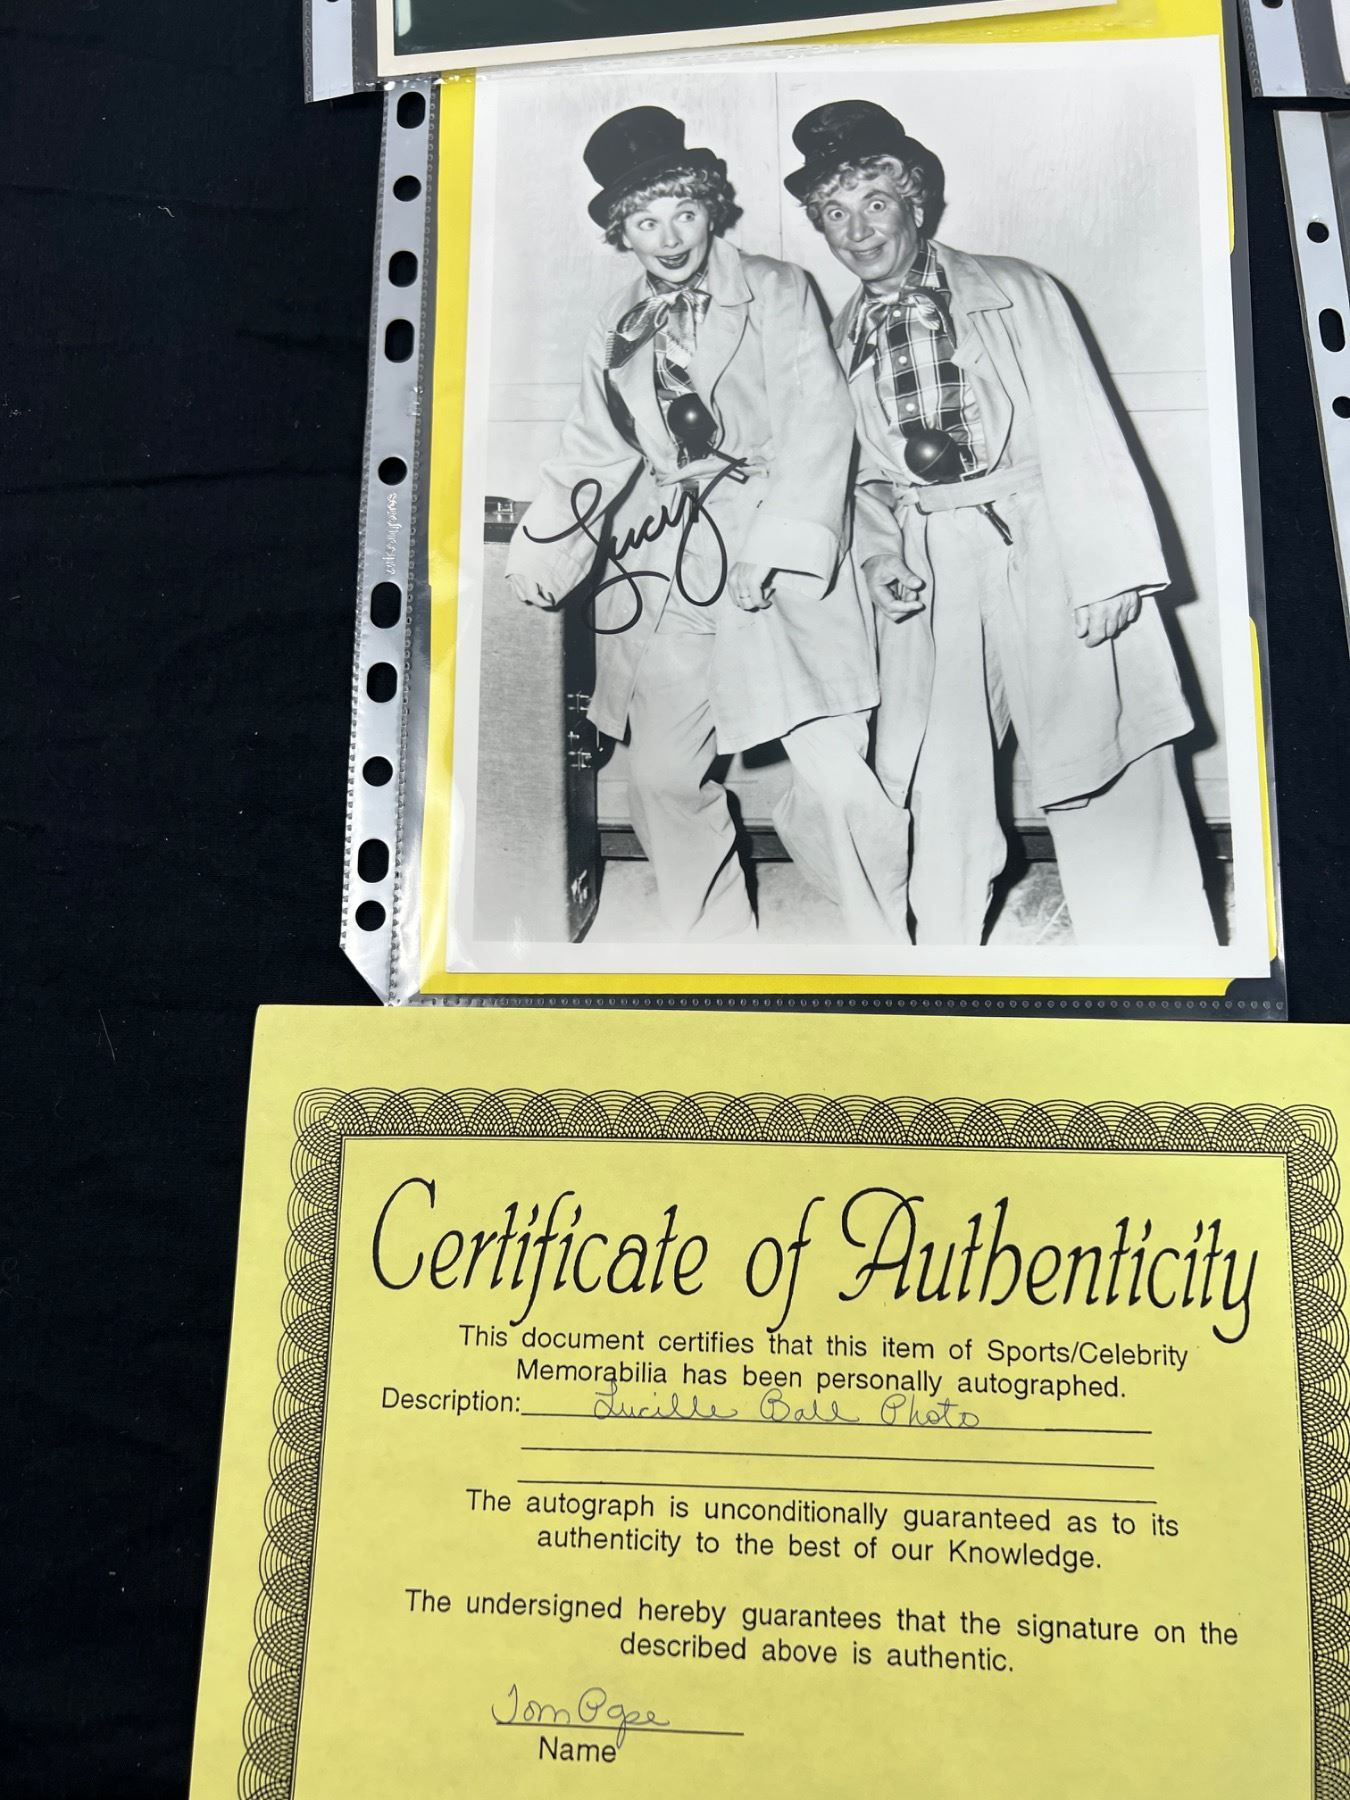 Lucy
Certificate of Authenticity
This document certifies that this item of Sports/Celebrity
Memorabilia has been personally autographed.
Description: Lucille Ball Photo
The autograph is unconditionally guaranteed as to its
authenticity to the best of our Knowledge.
The undersigned hereby guarantees that the signature on the
described above is authentic.
Tom
Name